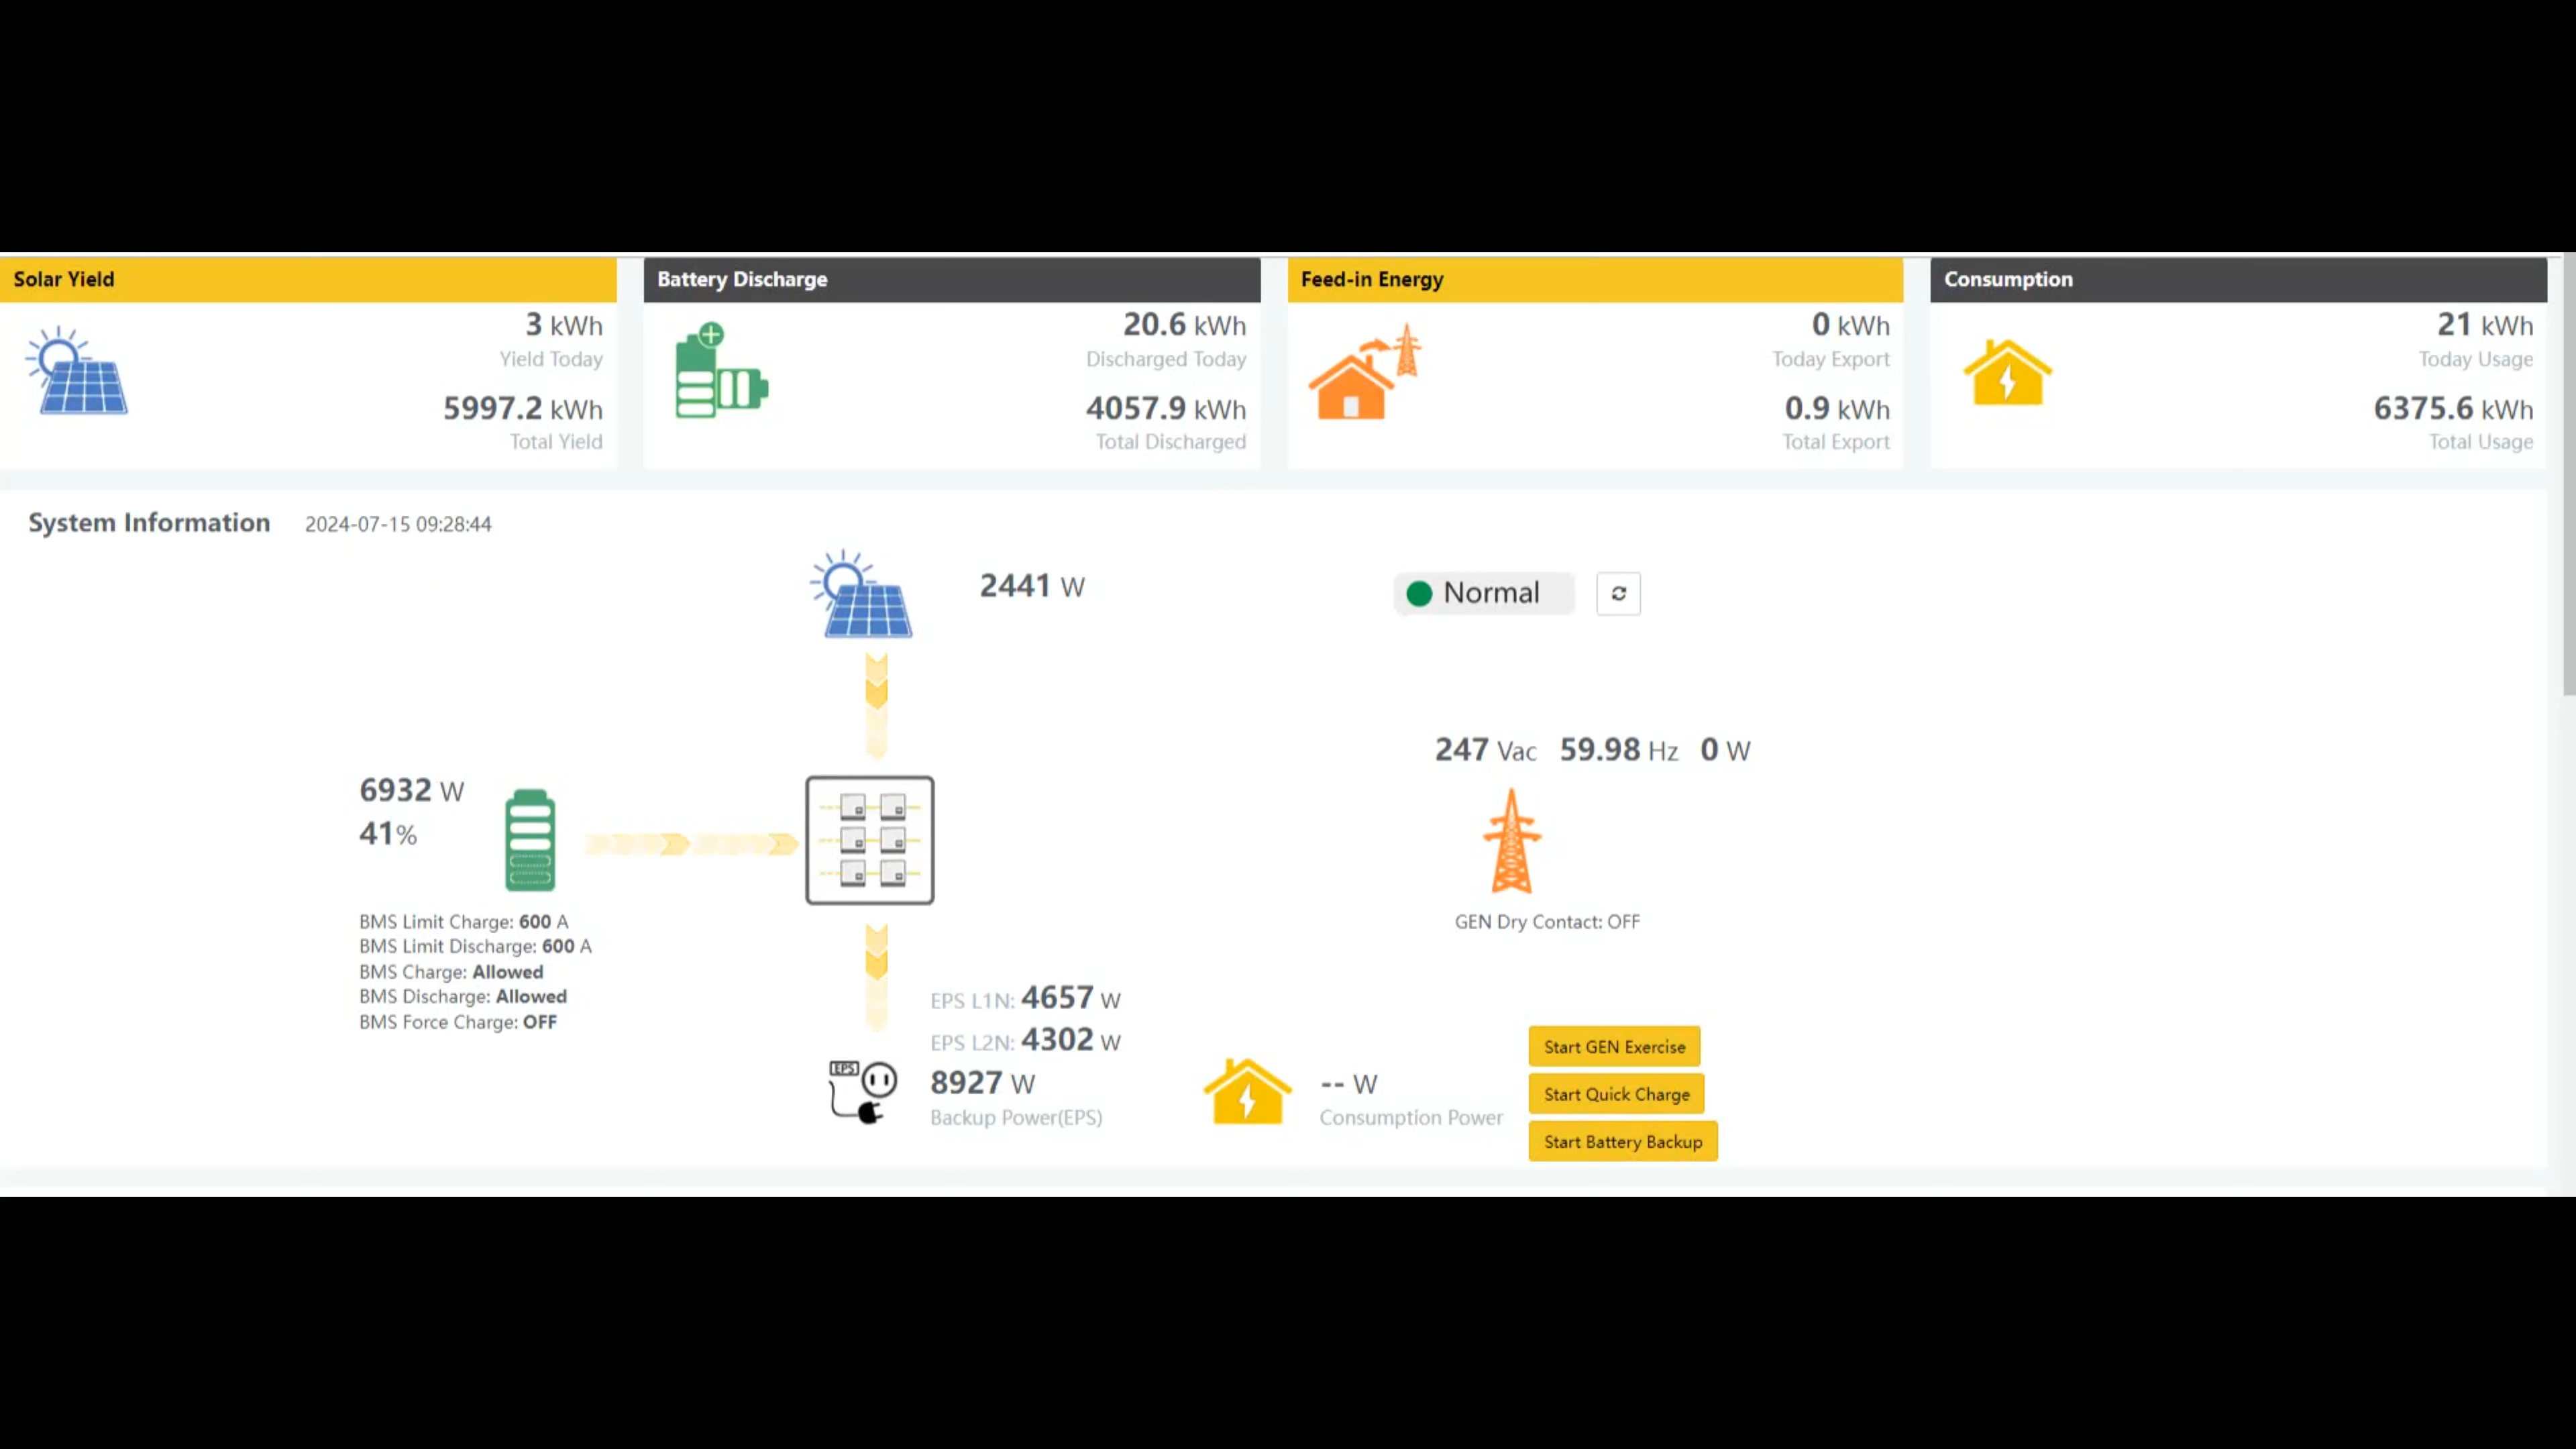 Solar Yield
3 kWh
Yield Today
5997.2 kWh
Total Yield
Battery Discharge
20.6 kWh
Discharged Today
4057.9 kWh
Total Discharged
Feed-in Energy
0 kWh
Today Export
0.9 kWh
Total Export
Consumption
21 kWh
Today Usage
6375.6 kWh
Total Usage
System Information 2024-07-15 09:28:44
2441 W
Normal
247 Vac 59.98 Hz 0 W
6932 W
41%
BMS Limit Charge: 600 A
BMS Limit Discharge: 600 A
BMS Charge: Allowed
BMS Discharge: Allowed
BMS Force Charge: OFF
GEN Dry Contact: OFF
EPS L1N: 4657 W
EPS L2N: 4302 W
EPS
8927 W
Backup Power(EPS)
-- W
Consumption Power
Start GEN Exercise
Start Quick Charge
Start Battery Backup